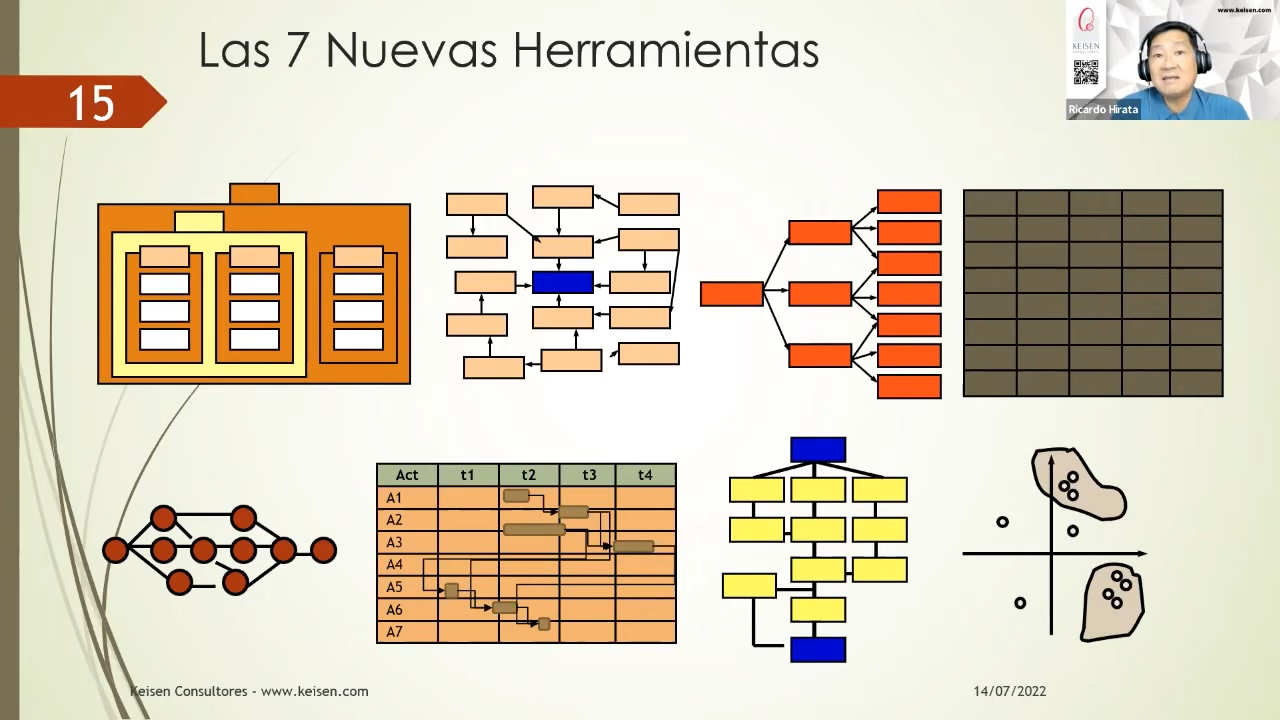 Las 7 Nuevas Herramientas
www.keisen.com
KEISEN
Ricardo Hirata
15
Act t1 t2 t3 t4
A1
A2
A3
A4
A5
A6
A7
Keisen Consultores - www.keisen.com
14/07/2022